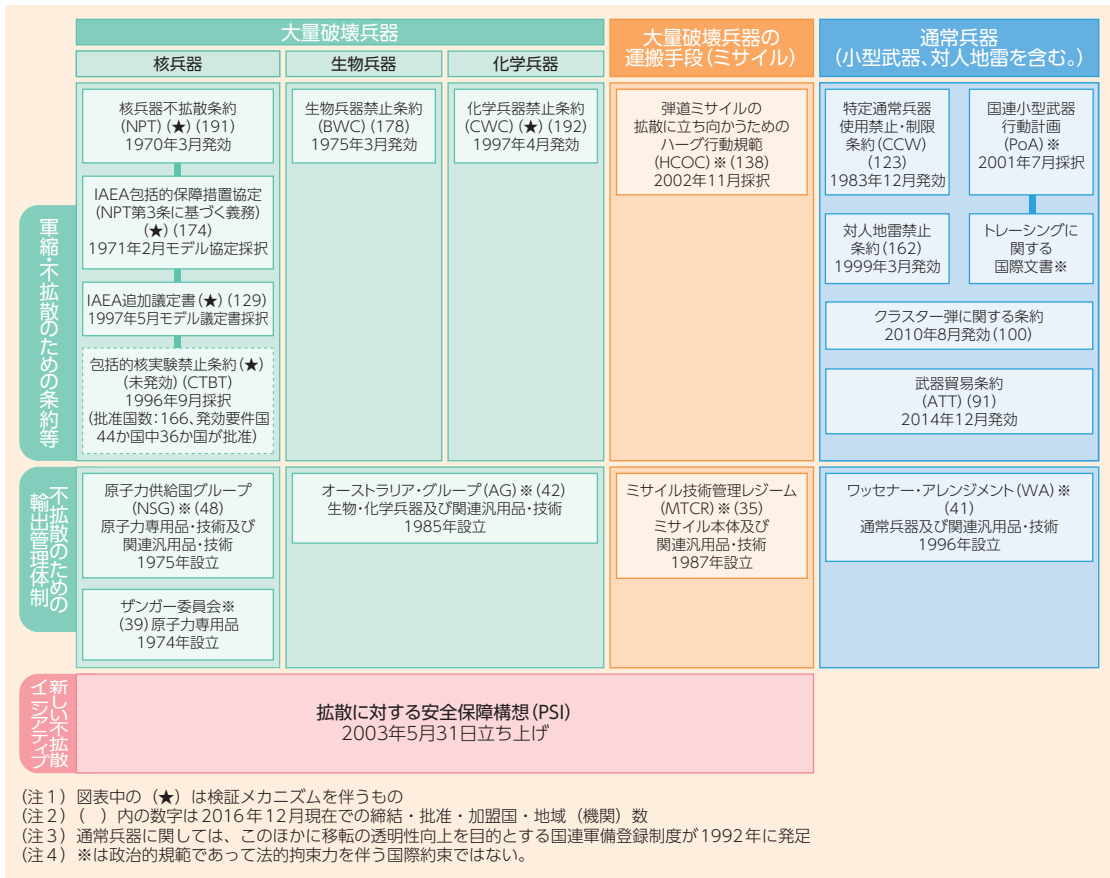 大量破壊兵器
大量破壊兵器の
運搬手段(ミサイル)
通常兵器
(小型武器、対人地雷を含む。)
核兵器
生物兵器
化学兵器
軍縮・不拡散のための条約等
核兵器不拡散条約
(NPT) (★) (191)
1970年3月発効
IAEA包括的保障措置協定
(NPT第3条に基づく義務)
(★) (174)
1971年2月モデル協定採択
IAEA追加議定書(★) (129)
1997年5月モデル議定書採択
包括的核実験禁止条約(★)
(未発効) (CTBT)
1996年9月採択
(批准国数:166、発効要件国
44か国中36か国が批准)
生物兵器禁止条約
(BWC) (178)
1975年3月発効
化学兵器禁止条約
(CWC) (★) (192)
1997年4月発効
弾道ミサイルの
拡散に立ち向かうための
ハーグ行動規範
(HCOC) ※ (138)
2002年11月採択
特定通常兵器
使用禁止・制限
条約(CCW)
(123)
1983年12月発効
国連小型武器
行動計画
(PoA) ※
2001年7月採択
対人地雷禁止
条約(162)
1999年3月発効
トレーシングに
関する
国際文書※
クラスター弾に関する条約
2010年8月発効(100)
武器貿易条約
(ATT) (91)
2014年12月発効
不拡散のための
輸出管理体制
原子力供給国グループ
(NSG) ※ (48)
原子力専用品・技術及び
関連汎用品・技術
1975年設立
ザンガー委員会※
(39)原子力専用品
1974年設立
オーストラリア・グループ(AG) ※ (42)
生物・化学兵器及び関連汎用品・技術
1985年設立
ミサイル技術管理レジーム
(MTCR) ※ (35)
ミサイル本体及び
関連汎用品・技術
1987年設立
ワッセナー・アレンジメント(WA) ※
(41)
通常兵器及び関連汎用品・技術
1996年設立
新しい不拡散
イニシアティブ
拡散に対する安全保障構想(PSI)
2003年5月31日立ち上げ
(注1) 図表中の(★)は検証メカニズムを伴うもの
(注2) ( )内の数字は2016年12月現在での締結・批准・加盟国・地域(機関)数
(注3) 通常兵器に関しては、このほかに移転の透明性向上を目的とする国連軍備登録制度が1992年に発足
(注4) ※は政治的規範であって法的拘束力を伴う国際約束ではない。